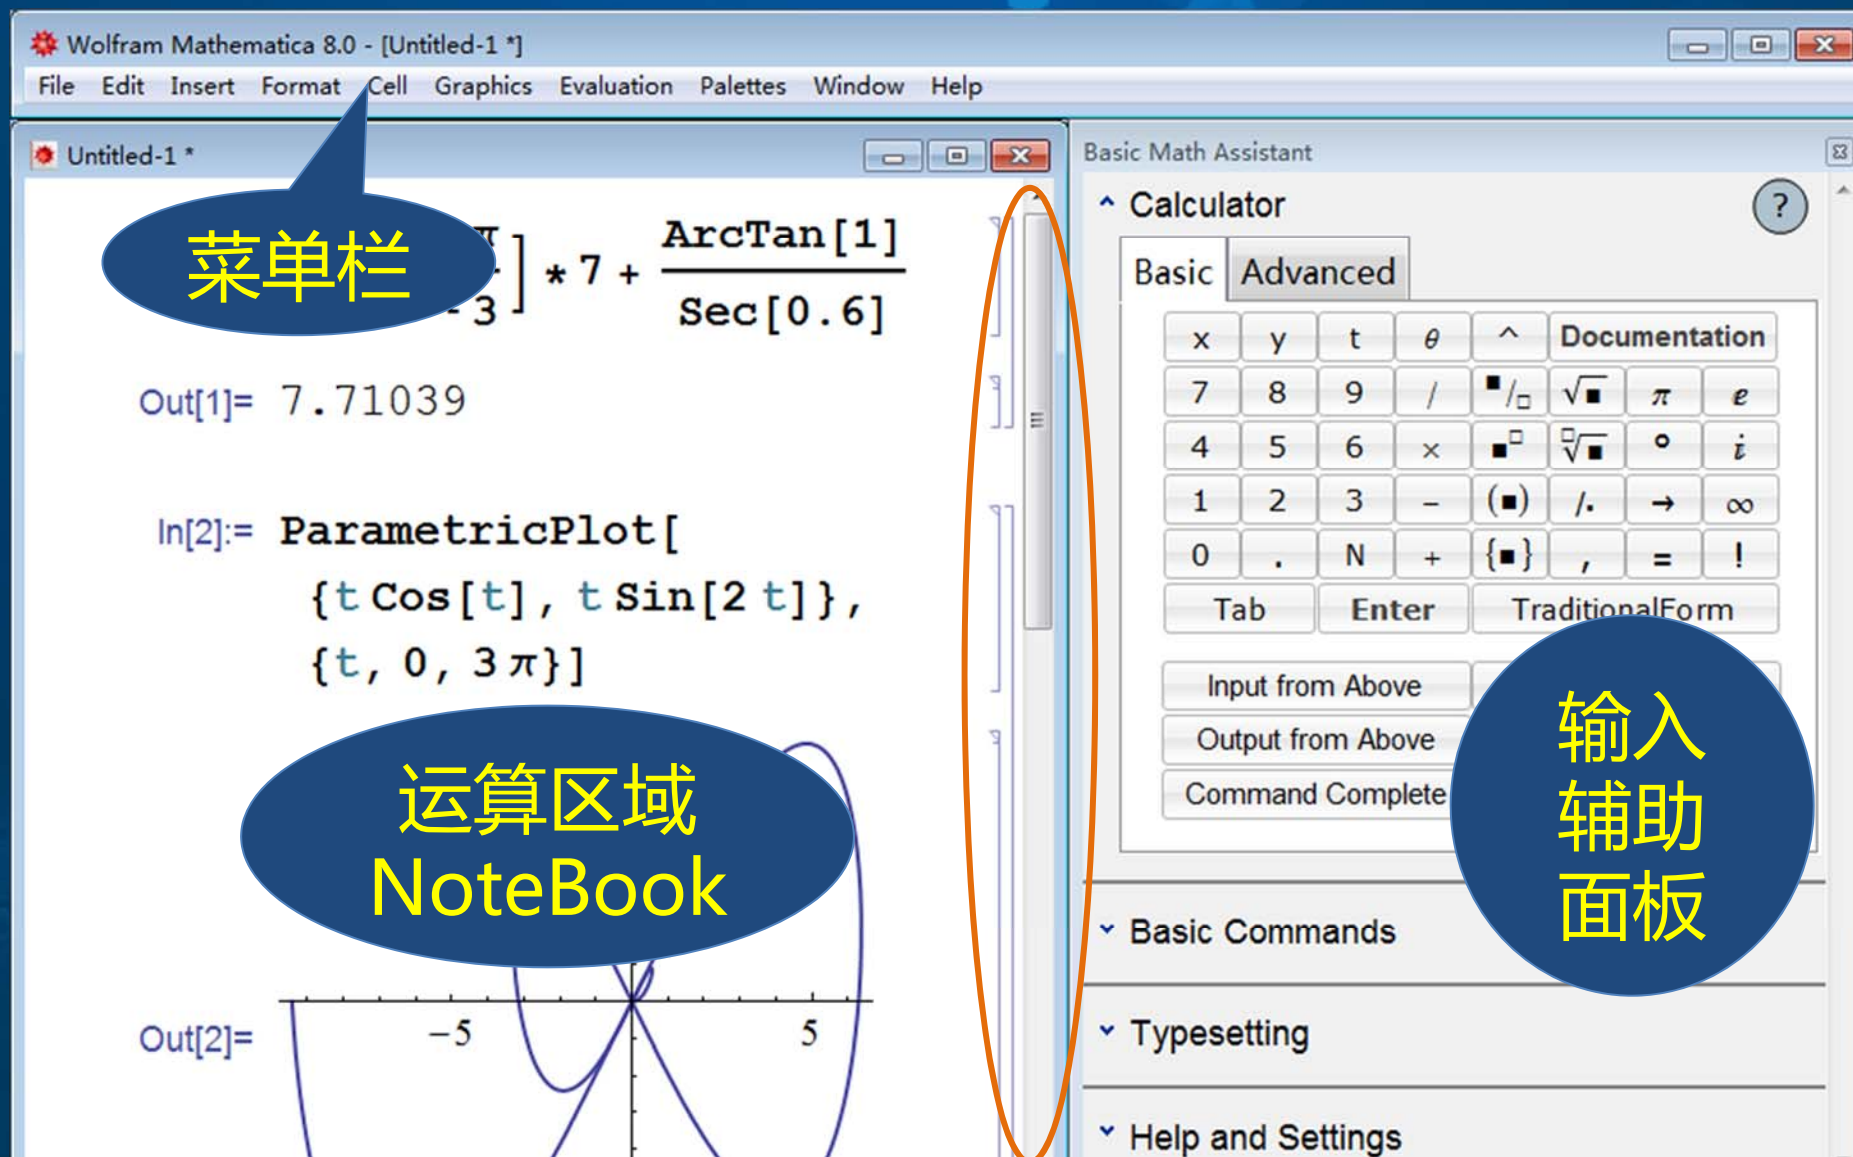 Wolfram Mathematica 8.0 - [Untitled-1 *]
File Edit Insert Format Cell Graphics Evaluation Palettes Window Help
Untitled-1 *
菜单栏
π
3
] * 7 + ArcTan[1]
Sec[0.6]
Out[1]= 7.71039
In[2]:= ParametricPlot[
{t Cos[t], t Sin[2 t]},
{t, 0, 3 π}]
运算区域
NoteBook
Out[2]=
-5 5
Basic Math Assistant
Calculator
?
Basic Advanced
x y t θ ^ Documentation
7 8 9 / ■/□ √■ π e
4 5 6 × ■□ □√■ ° i
1 2 3 - (■) /. → ∞
0 . N + {■} , = !
Tab Enter TraditionalForm
Input from Above
Output from Above
Command Complete
输入
辅助
面板
Basic Commands
Typesetting
Help and Settings